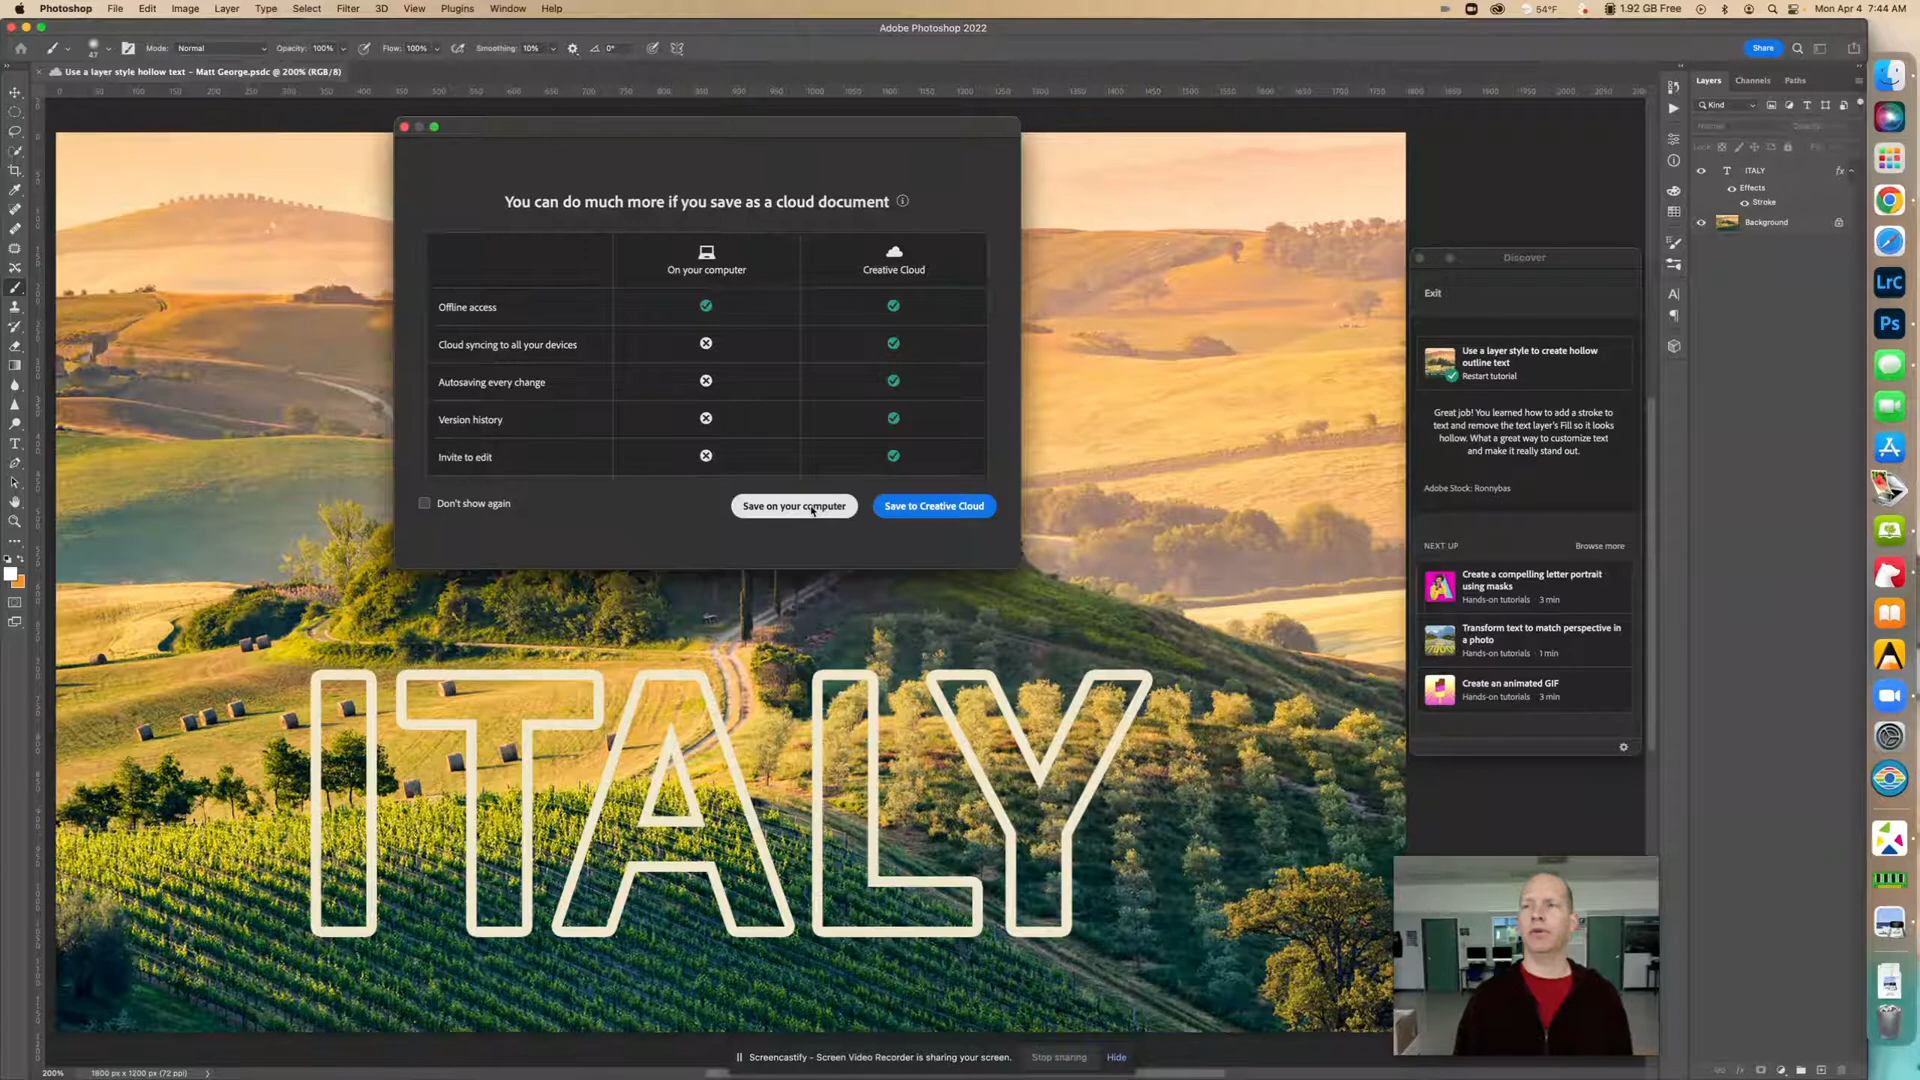 Photoshop File Edit Image Layer Type Select Filter 3D View Plugins Window Help 54°F 1.92 GB Free Mon Apr 4 7:44 AM
Adobe Photoshop 2022
47 Mode: Normal Opacity: 100% Flow: 100% Smoothing: 10% 0° Share
Use a layer style hollow text - Matt George.psdc @ 200% (RGB/8)
Layers Channels Paths
Kind
Normal Opacity:
Lock: Fill:
ITALY fx
Effects
Stroke
Background
You can do much more if you save as a cloud document
On your computer Creative Cloud
Offline access
Cloud syncing to all your devices
Autosaving every change
Version history
Invite to edit
Don't show again
Save on your computer Save to Creative Cloud
Discover
Exit
Use a layer style to create hollow
outline text
Restart tutorial
Great job! You learned how to add a stroke to
text and remove the text layer's Fill so it looks
hollow. What a great way to customize text
and make it really stand out.
Adobe Stock: Ronnybas
NEXT UP Browse more
Create a compelling letter portrait
using masks
Hands-on tutorials · 3 min
Transform text to match perspective in
a photo
Hands-on tutorials · 1 min
Create an animated GIF
Hands-on tutorials · 3 min
ITALY
LrC
Ps
Screencastify - Screen Video Recorder is sharing your screen. Stop sharing Hide
200% 1800 px x 1200 px (72 ppi)